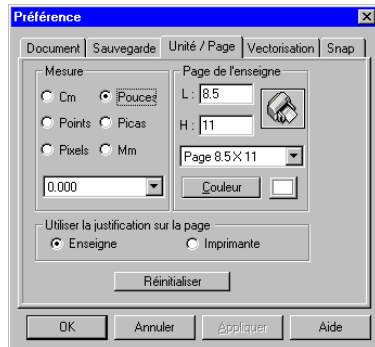 Préférence
Document Sauvegarde Unité / Page Vectorisation Snap
Mesure
Cm Pouces
Points Picas
Pixels Mm
0.000
Page de l'enseigne
L : 8.5
H : 11
Page 8.5 X 11
Couleur
Utiliser la justification sur la page
Enseigne Imprimante
Réinitialiser
OK Annuler Appliquer Aide